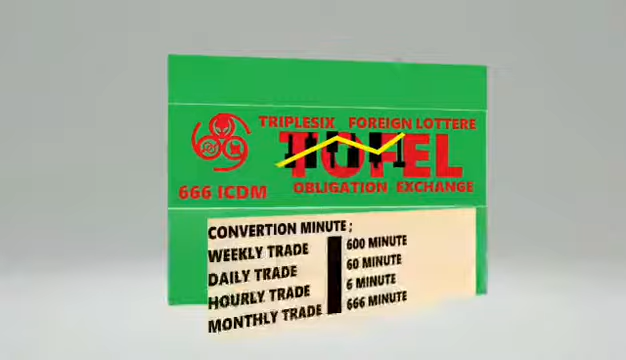 TRIPLESIX FOREIGN LOTTERE
TOFEL
666 ICDM
OBLIGATION EXCHANGE
CONVERTION MINUTE ;
WEEKLY TRADE 600 MINUTE
DAILY TRADE 60 MINUTE
HOURLY TRADE 6 MINUTE
MONTHLY TRADE 666 MINUTE